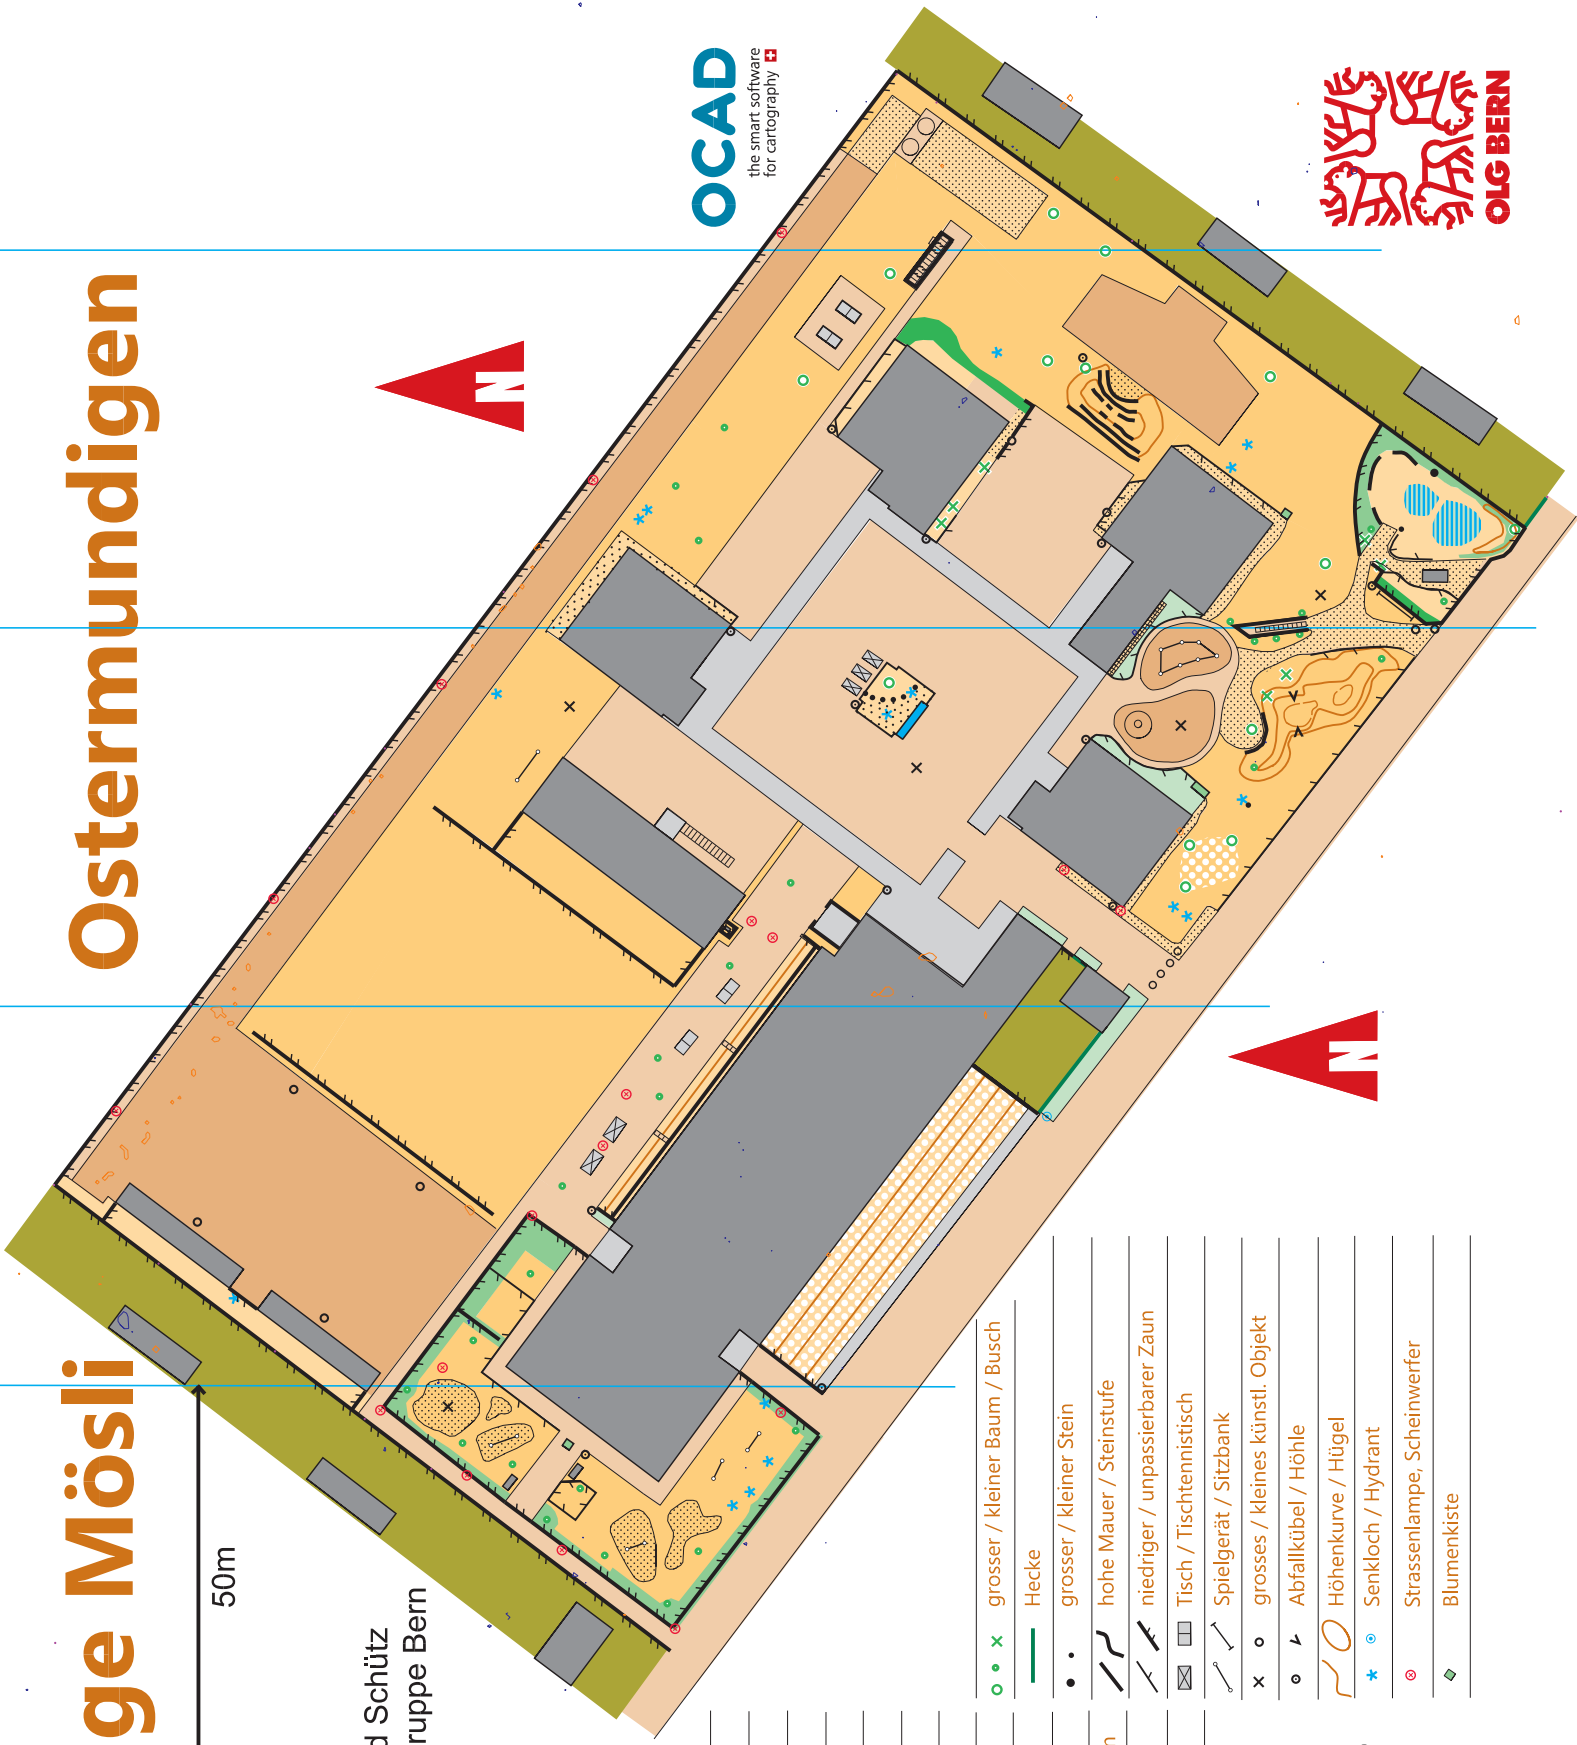 Ostermundigen
ge Mösli
50m
d Schütz
ruppe Bern
OCAD
the smart software
for cartography
OLG BERN
N
N
grosser / kleiner Baum / Busch
Hecke
grosser / kleiner Stein
hohe Mauer / Steinstufe
niedriger / unpassierbarer Zaun
Tisch / Tischtennistisch
Spielgerät / Sitzbank
grosses / kleines künstl. Objekt
Abfallkübel / Höhle
Höhenkurve / Hügel
Senkloch / Hydrant
Strassenlampe, Scheinwerfer
Blumenkiste
n